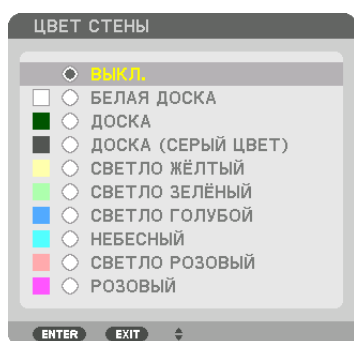 ЦВЕТ СТЕНЫ
ВЫКЛ.
БЕЛАЯ ДОСКА
ДОСКА
ДОСКА (СЕРЫЙ ЦВЕТ)
СВЕТЛО ЖЁЛТЫЙ
СВЕТЛО ЗЕЛЁНЫЙ
СВЕТЛО ГОЛУБОЙ
НЕБЕСНЫЙ
СВЕТЛО РОЗОВЫЙ
РОЗОВЫЙ
ENTER EXIT